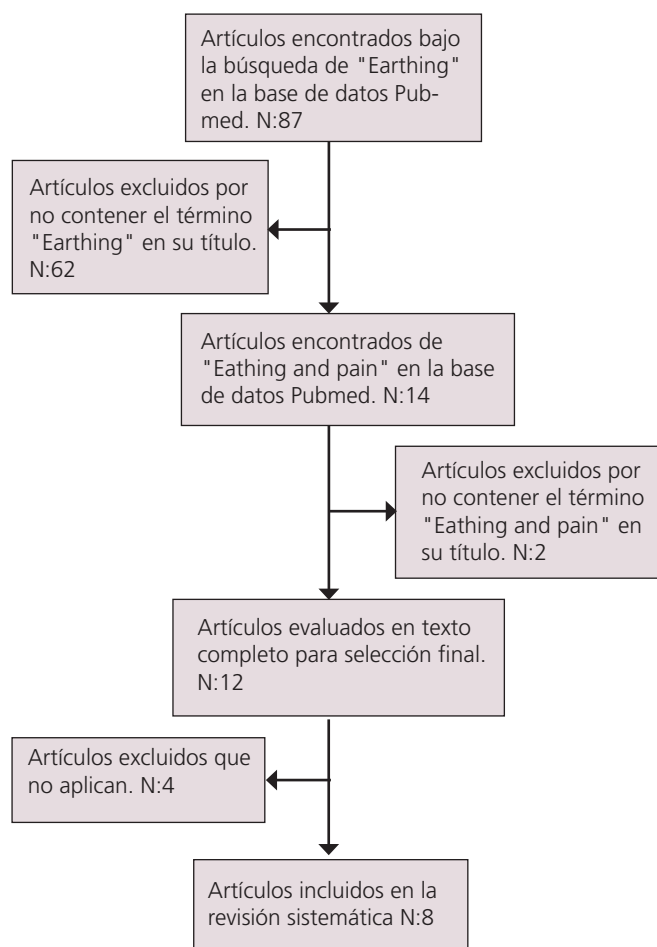 Artículos encontrados bajo
la búsqueda de "Earthing"
en la base de datos Pub-
med. N:87
Artículos excluidos por
no contener el término
"Earthing" en su título.
N:62
Artículos encontrados de
"Eathing and pain" en la base
de datos Pubmed. N:14
Artículos excluidos por
no contener el término
"Eathing and pain" en
su título. N:2
Artículos evaluados en texto
completo para selección final.
N:12
Artículos excluidos que
no aplican. N:4
Artículos incluidos en la
revisión sistemática N:8